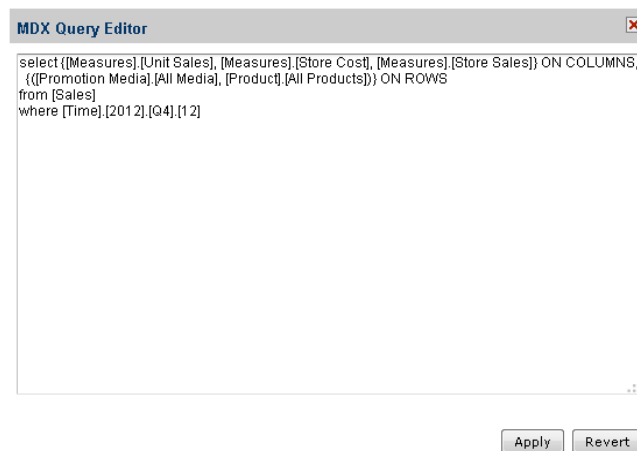 MDX Query Editor
select {[Measures].[Unit Sales], [Measures].[Store Cost], [Measures].[Store Sales]} ON COLUMNS,
{([Promotion Media].[All Media], [Product].[All Products])} ON ROWS
from [Sales]
where [Time].[2012].[Q4].[12]
Apply Revert